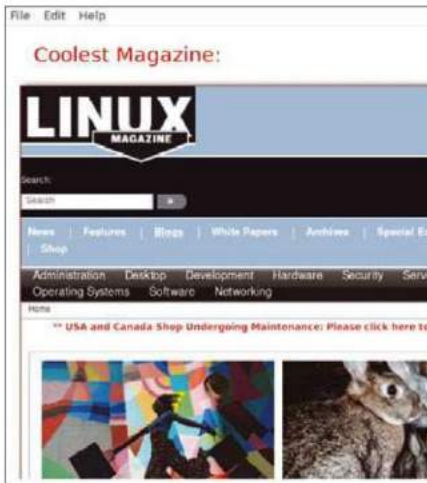 File Edit Help
Coolest Magazine:
LINUX
MAGAZINE
Search:
Search »
News | Features | Blogs | White Papers | Archives | Special
| Shop
Administration Desktop Development Hardware Security Serv
Operating Systems Software Networking
Home
** USA and Canada Shop Undergoing Maintenance: Please click here to